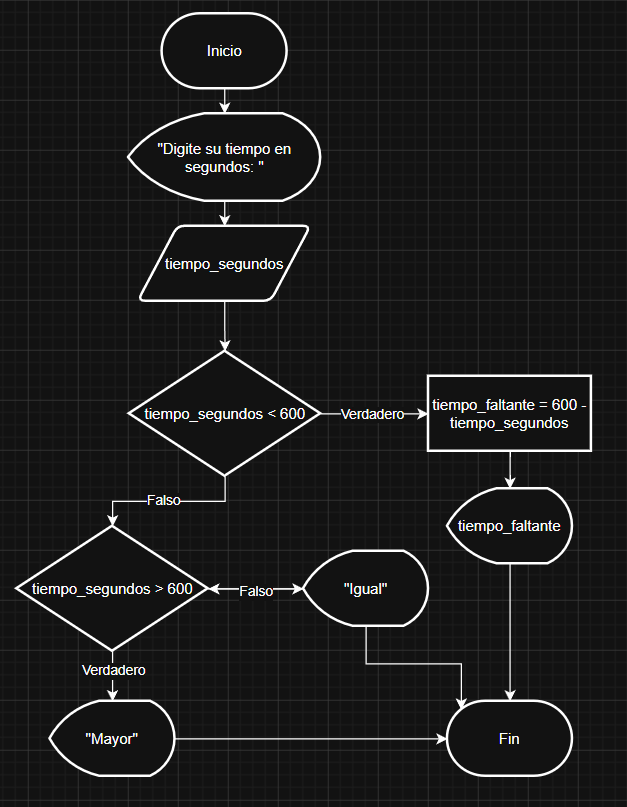 Inicio
"Digite su tiempo en
segundos: "
tiempo_segundos
tiempo_segundos < 600
Verdadero
tiempo_faltante = 600 -
tiempo_segundos
Falso
tiempo_faltante
tiempo_segundos > 600
Falso
"Igual"
Verdadero
"Mayor"
Fin